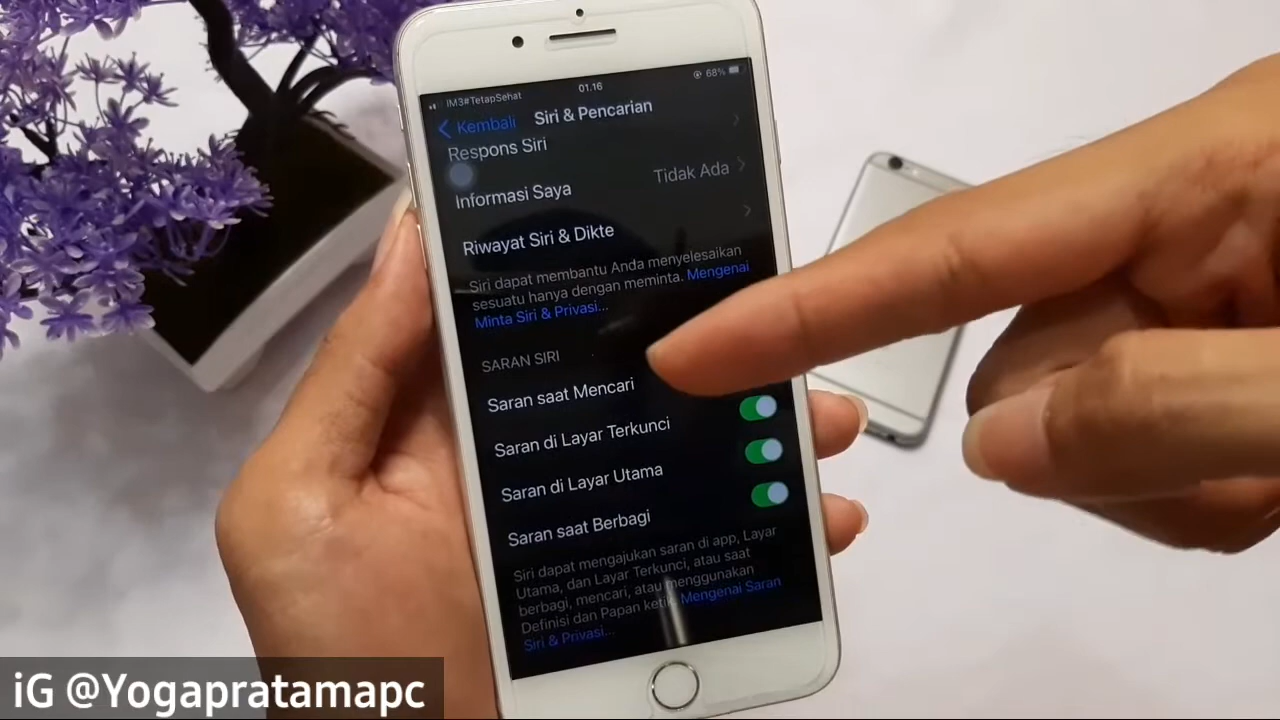 IM3#TetapSehat 01.16 68%
Kembali Siri & Pencarian
Respons Siri
Informasi Saya Tidak Ada
Riwayat Siri & Dikte
Siri dapat membantu Anda menyelesaikan
sesuatu hanya dengan meminta. Mengenai
Minta Siri & Privasi...
SARAN SIRI
Saran saat Mencari
Saran di Layar Terkunci
Saran di Layar Utama
Saran saat Berbagi
Siri dapat mengajukan saran di app, Layar
Utama, dan Layar Terkunci, atau saat
berbagi, mencari, atau menggunakan
Definisi dan Papan ketik. Mengenai Saran
Siri & Privasi...
iG @Yogapratamapc